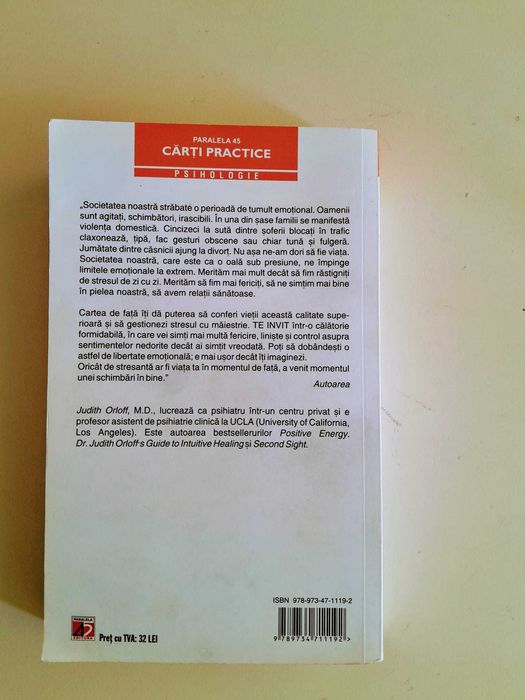 PARALELA 45
CĂRȚI PRACTICE
PSIHOLOGIE
„Societatea noastră străbate o perioadă de tumult emoțional. Oamenii
sunt agitați, schimbători, irascibili. În una din șase familii se manifestă
violența domestică. Cincizeci la sută dintre șoferii blocați în trafic
claxonează, țipă, fac gesturi obscene sau chiar tună și fulgeră.
Jumătate dintre căsnicii ajung la divorț. Nu așa ne-am dori să fie viața.
Societatea noastră, care este ca o oală sub presiune, ne împinge
limitele emoționale la extrem. Merităm mai mult decât să fim răstigniți
de stresul de zi cu zi. Merităm să fim mai fericiți, să ne simțim mai bine
în pielea noastră, să avem relații sănătoase.
Cartea de față îți dă puterea să conferi vieții această calitate supe-
rioară și să gestionezi stresul cu măiestrie. TE INVIT într-o călătorie
formidabilă, în care vei simți mai multă fericire, liniște și control asupra
sentimentelor nedorite decât ai simțit vreodată. Poți să dobândești o
astfel de libertate emoțională; e mai ușor decât îți imaginezi.
Oricât de stresantă ar fi viața ta în momentul de față, a venit momentul
unei schimbări în bine.”
Autoarea
Judith Orloff, M.D., lucrează ca psihiatru într-un centru privat și e
profesor asistent de psihiatrie clinică la UCLA (University of California,
Los Angeles). Este autoarea bestsellerurilor Positive Energy.
Dr. Judith Orloff's Guide to Intuitive Healing și Second Sight.
ISBN 978-973-47-1119-2
9 789734 711192 >
PARALELA
45
EDITURA
Preț cu TVA: 32 LEI